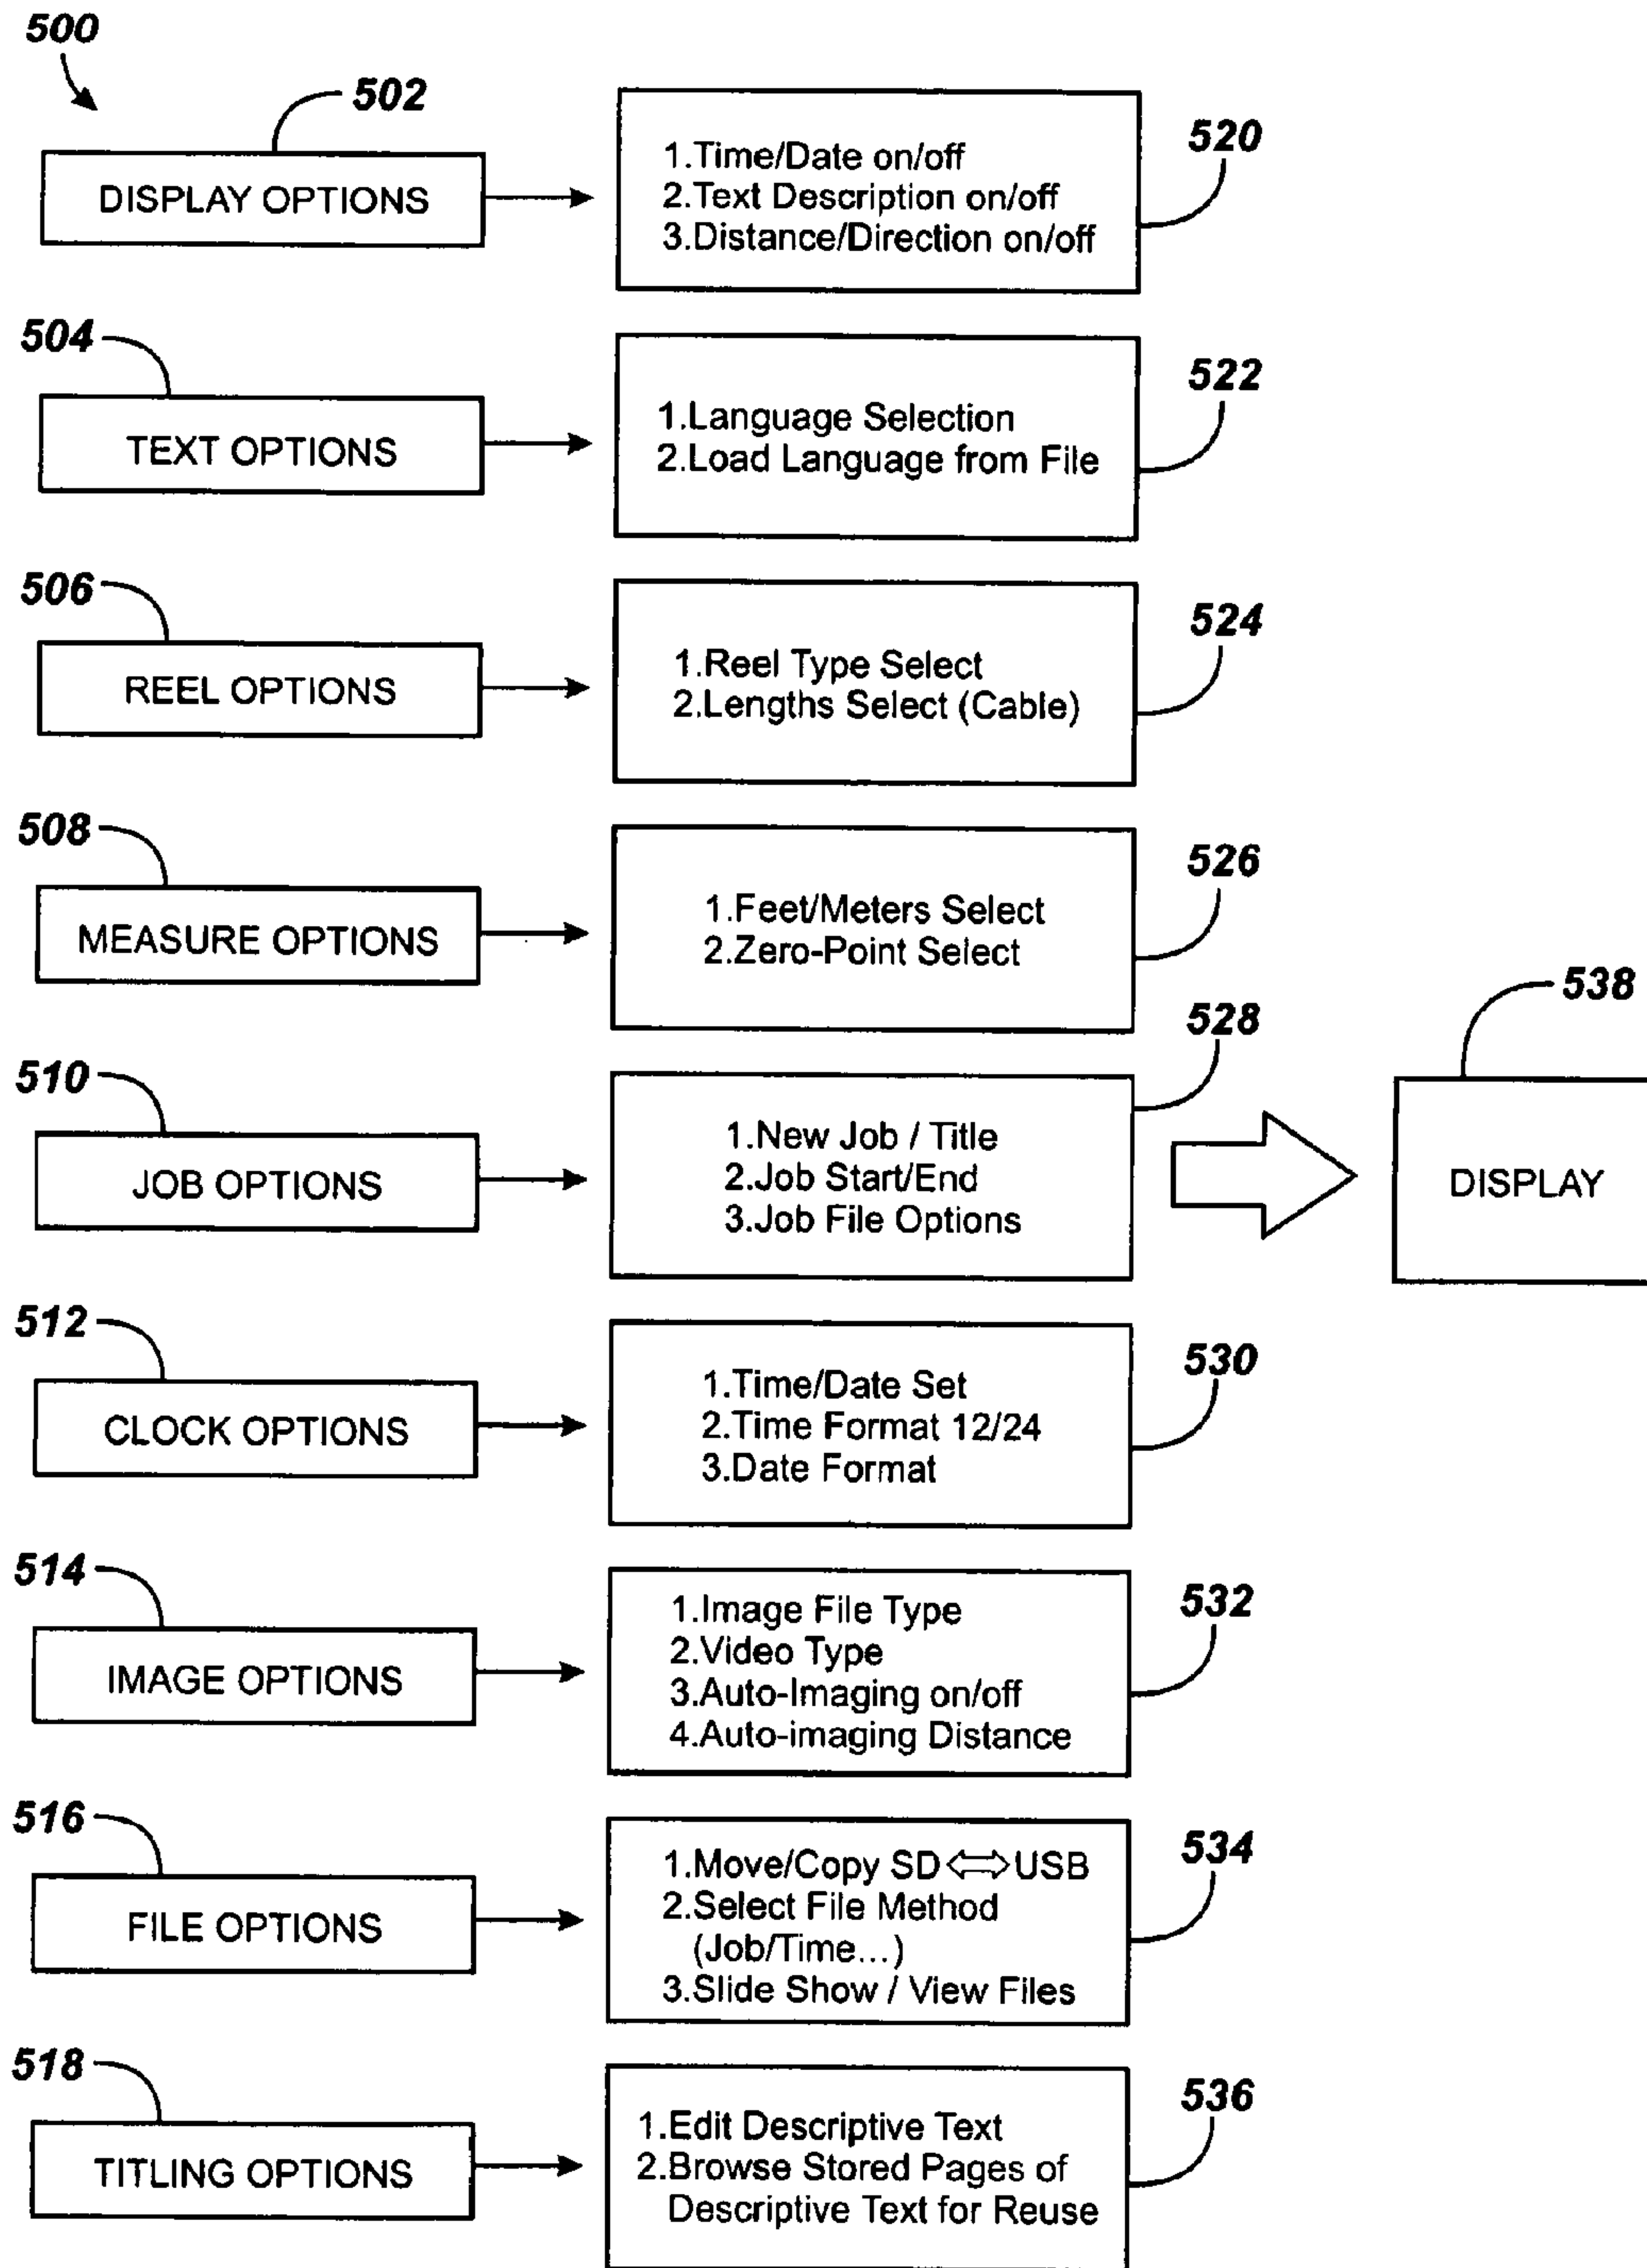 500
502
DISPLAY OPTIONS
1.Time/Date on/off
2.Text Description on/off
3.Distance/Direction on/off
520
504
TEXT OPTIONS
1.Language Selection
2.Load Language from File
522
506
REEL OPTIONS
1.Reel Type Select
2.Lengths Select (Cable)
524
508
MEASURE OPTIONS
1.Feet/Meters Select
2.Zero-Point Select
526
510
JOB OPTIONS
1.New Job / Title
2.Job Start/End
3.Job File Options
528
538
DISPLAY
512
CLOCK OPTIONS
1.Time/Date Set
2.Time Format 12/24
3.Date Format
530
514
IMAGE OPTIONS
1.Image File Type
2.Video Type
3.Auto-Imaging on/off
4.Auto-imaging Distance
532
516
FILE OPTIONS
1.Move/Copy SD⇔USB
2.Select File Method
(Job/Time...)
3.Slide Show / View Files
534
518
TITLING OPTIONS
1.Edit Descriptive Text
2.Browse Stored Pages of
Descriptive Text for Reuse
536